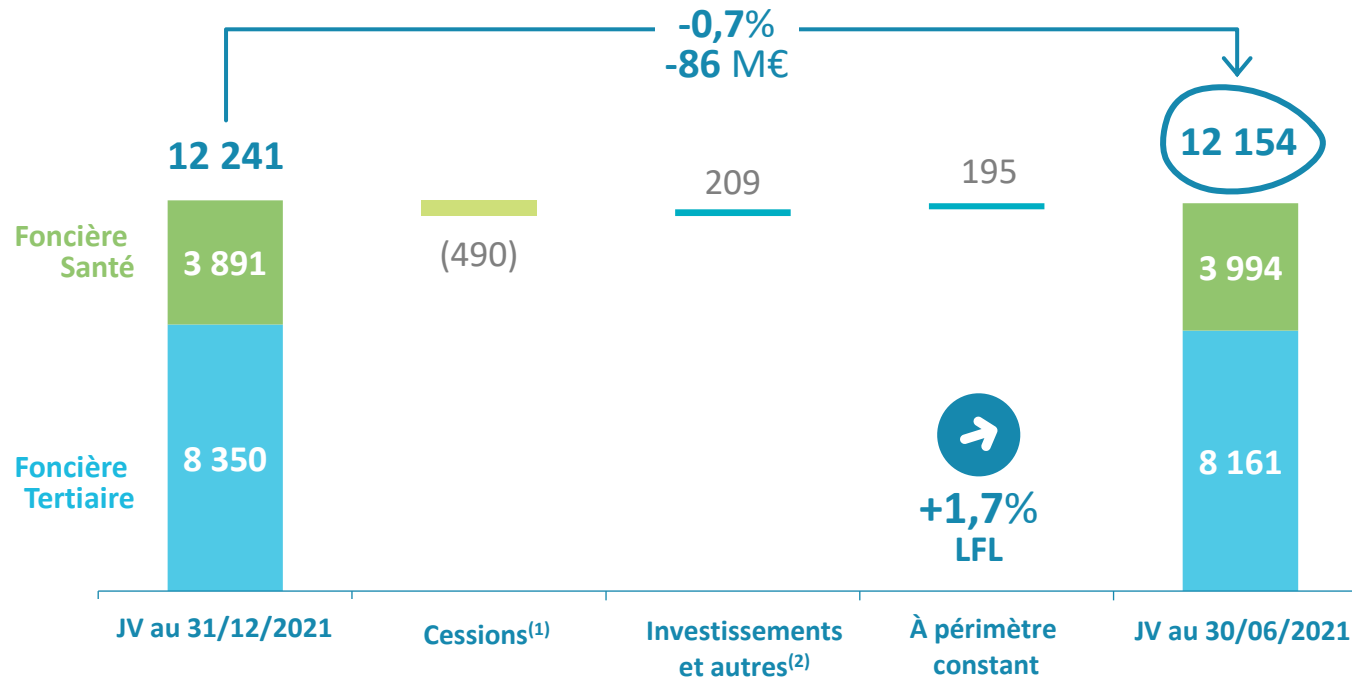 -0,7%
-86 M€
12 241
12 154
209
195
(490)
Foncière
Santé
3 891
3 994
Foncière
Tertiaire
8 350
8 161
+1,7%
LFL
JV au 31/12/2021
Cessions(1)
Investissements
et autres(2)
À périmètre
constant
JV au 30/06/2021